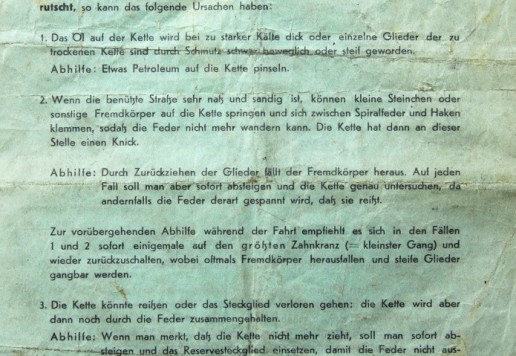 rutscht, so kann das folgende Ursachen haben:
1. Das Öl auf der Kette wird bei zu starker Kälte dick oder einzelne Glieder der zu
trockenen Kette sind durch Schmutz schwer beweglich oder steif geworden.
Abhilfe: Etwas Petroleum auf die Kette pinseln.
2. Wenn die benützte Straße sehr naß und sandig ist, können kleine Steinchen oder
sonstige Fremdkörper auf die Kette springen und sich zwischen Spiralfeder und Haken
klemmen, sodaß die Feder nicht mehr wandern kann. Die Kette hat dann an dieser
Stelle einen Knick.
Abhilfe: Durch Zurückziehen der Glieder fällt der Fremdkörper heraus. Auf jeden
Fall soll man aber sofort absteigen und die Kette genau untersuchen, da
andernfalls die Feder derart gespannt wird, daß sie reißt.
Zur vorübergehenden Abhilfe während der Fahrt empfiehlt es sich in den Fällen
1 und 2 sofort einigemale auf den größten Zahnkranz (= kleinster Gang) und
wieder zurückzuschalten, wobei oftmals Fremdkörper herausfallen und steife Glieder
gangbar werden.
3. Die Kette könnte reißen oder das Steckglied verloren gehen; die Kette wird aber
dann noch durch die Feder zusammengehalten.
Abhilfe: Wenn man merkt, daß die Kette nicht mehr zieht, soll man sofort ab-
steigen und das Reservesteckglied einsetzen, damit die Feder nicht aus-